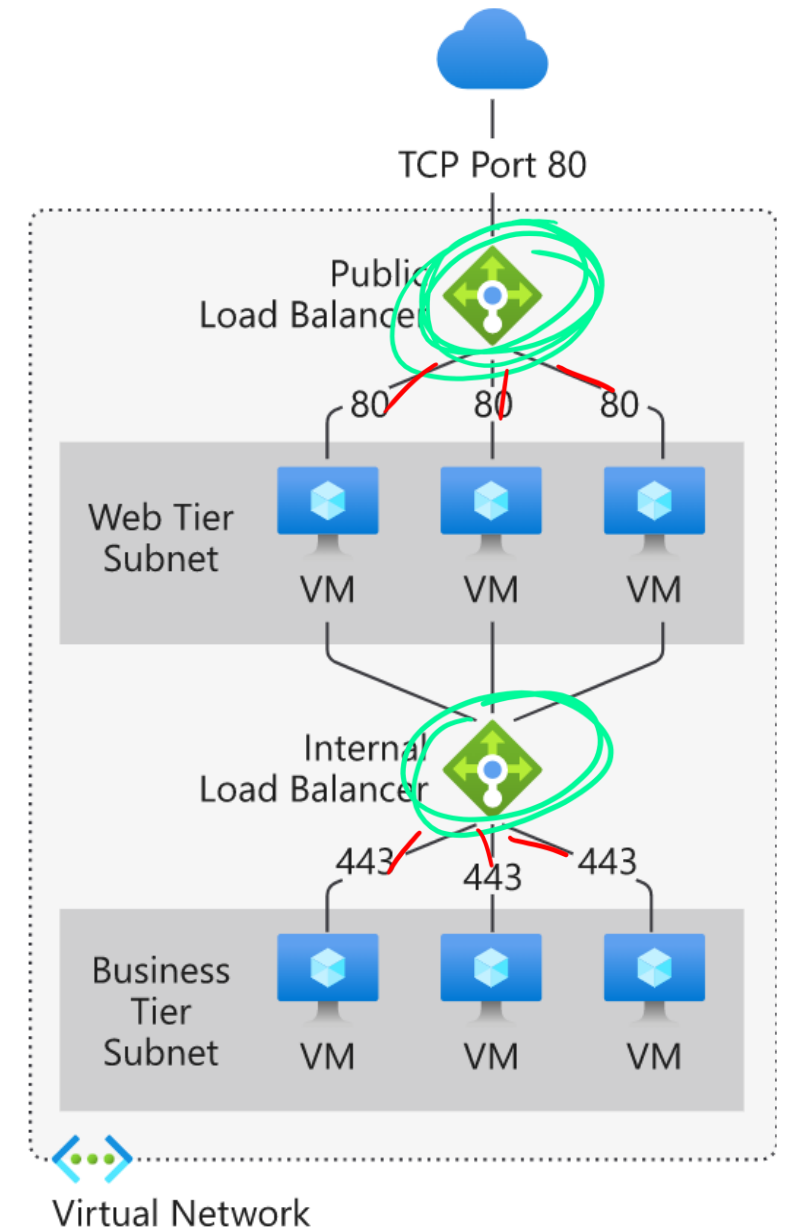 TCP Port 80
Public
Load Balancer
80 80 80
Web Tier
Subnet
VM VM VM
Internal
Load Balancer
443 443 443
Business
Tier
Subnet
VM VM VM
Virtual Network